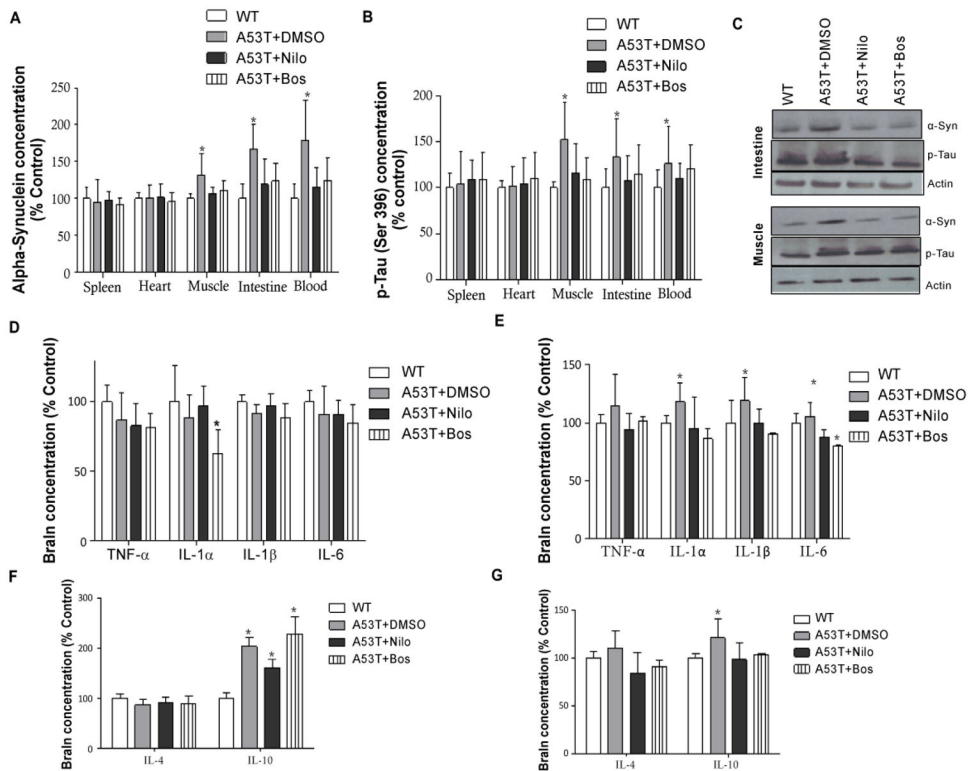 A
WT
A53T+DMSO
A53T+Nilo
A53T+Bos
Alpha-Synuclein concentration
(% Control)
250
200
150
100
50
0
*
*
*
Spleen
Heart
Muscle
Intestine
Blood
B
WT
A53T+DMSO
A53T+Nilo
A53T+Bos
p-Tau (Ser 396) concentration
(% control)
200
150
100
50
0
*
*
*
Spleen
Heart
Muscle
Intestine
Blood
C
WT
A53T+DMSO
A53T+Nilo
A53T+Bos
Intestine
α-Syn
p-Tau
Actin
Muscle
α-Syn
p-Tau
Actin
D
WT
A53T+DMSO
A53T+Nilo
A53T+Bos
Brain concentration (% Control)
100
50
0
*
TNF-α
IL-1α
IL-1β
IL-6
E
WT
A53T+DMSO
A53T+Nilo
A53T+Bos
Brain concentration (% Control)
150
100
50
0
*
*
*
*
TNF-α
IL-1α
IL-1β
IL-6
F
WT
A53T+DMSO
A53T+Nilo
A53T+Bos
Brain concentration (% Control)
300
200
100
0
*
*
*
IL-4
IL-10
G
WT
A53T+DMSO
A53T+Nilo
A53T+Bos
Brain concentration (% Control)
150
100
50
0
*
IL-4
IL-10